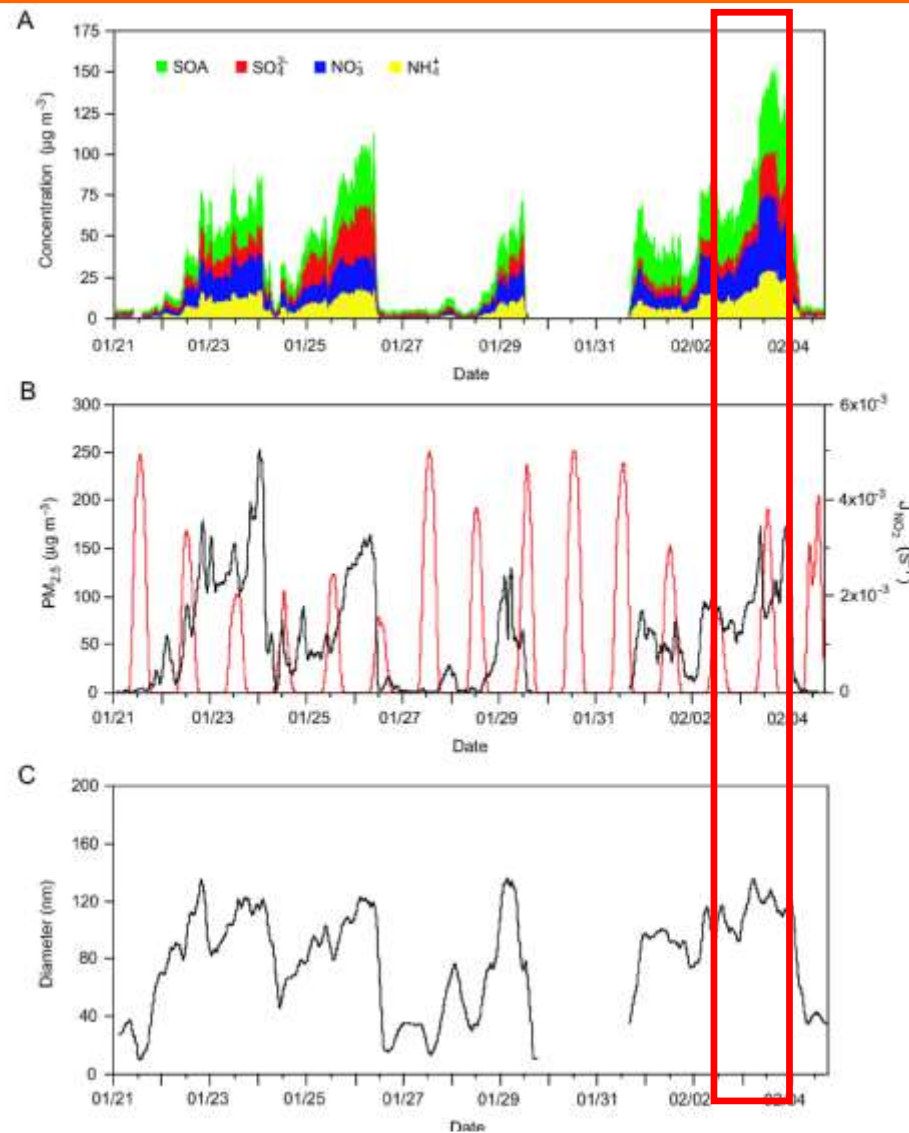 A
175
150
125
100
75
50
25
0
Concentration (μg m⁻³)
SOA SO₄²⁻ NO₃⁻ NH₄⁺
01/21 01/23 01/25 01/27 01/29 01/31 02/02 02/04
Date
B
300
250
200
150
100
50
0
PM₂.₅ (μg m⁻³)
6x10⁻³
4x10⁻³
2x10⁻³
0
J_NO₂ (S⁻¹)
01/21 01/23 01/25 01/27 01/29 01/31 02/02 02/04
Date
C
200
160
120
80
40
0
Diameter (nm)
01/21 01/23 01/25 01/27 01/29 01/31 02/02 02/04
Date